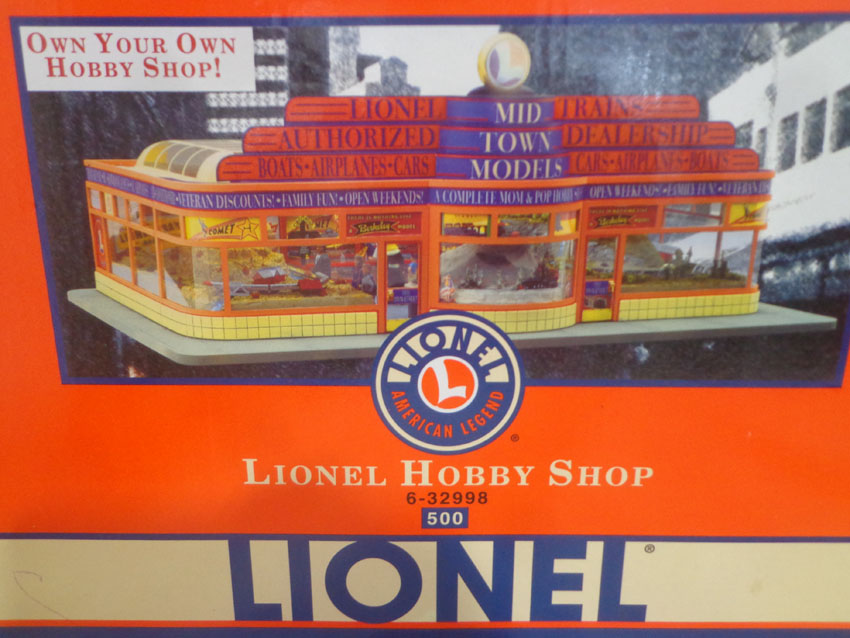 OWN YOUR OWN
HOBBY SHOP!
L
LIONEL MID TRAINS
AUTHORIZED TOWN DEALERSHIP
BOATS•AIRPLANES•CARS MODELS CARS•AIRPLANES•BOATS
VETERAN DISCOUNTS! • FAMILY FUN! • OPEN WEEKENDS! • A COMPLETE MOM & POP HOBBY OPEN WEEKENDS! • FAMILY FUN! • VETERAN
COMET
Berkeley Berkeley
LIONEL
L
AMERICAN LEGEND
®
LIONEL HOBBY SHOP
6-32998
500
LIONEL®